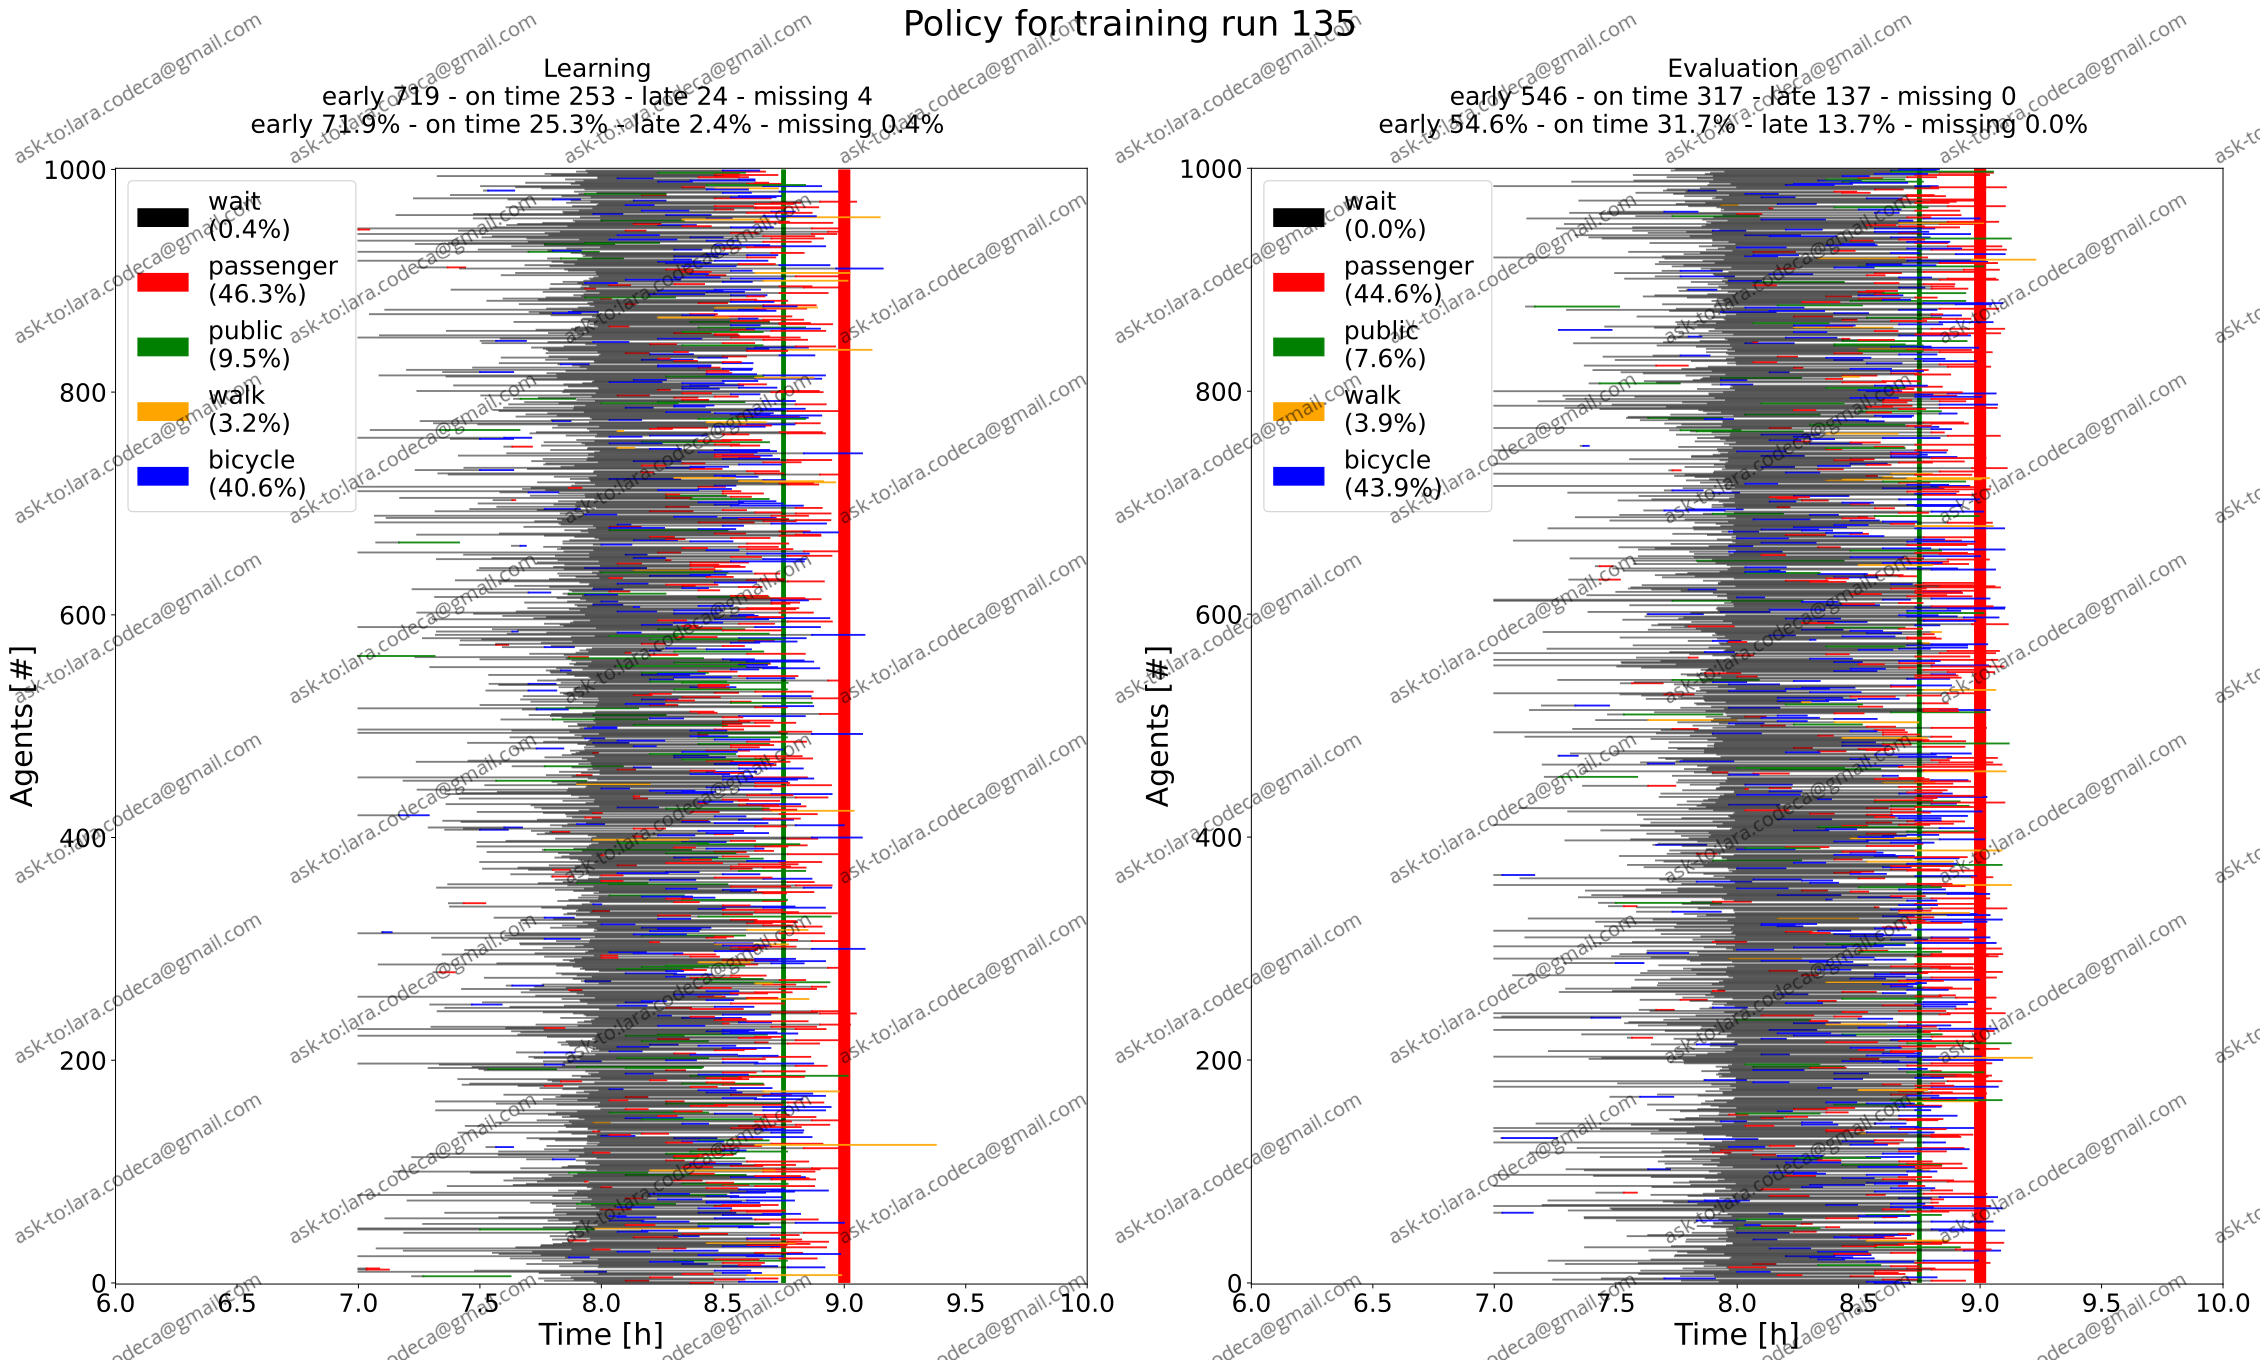 Policy for training run 135
Learning
early 719 - on time 253 - late 24 - missing 4
early 71.9% - on time 25.3% - late 2.4% - missing 0.4%
1000
800
600
400
200
0
Agents [#]
wait
(0.4%)
passenger
(46.3%)
public
(9.5%)
walk
(3.2%)
bicycle
(40.6%)
6.0 6.5 7.0 7.5 8.0 8.5 9.0 9.5 10.0
Time [h]
Evaluation
early 546 - on time 317 - late 137 - missing 0
early 54.6% - on time 31.7% - late 13.7% - missing 0.0%
1000
800
600
400
200
0
Agents [#]
wait
(0.0%)
passenger
(44.6%)
public
(7.6%)
walk
(3.9%)
bicycle
(43.9%)
6.0 6.5 7.0 7.5 8.0 8.5 9.0 9.5 10.0
Time [h]
ask-to:lara.codeca@gmail.com